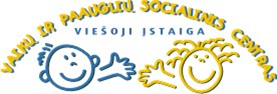 VAIKŲ IR PAAUGLIŲ SOCIALINIS CENTRAS
VIEŠOJI ĮSTAIGA